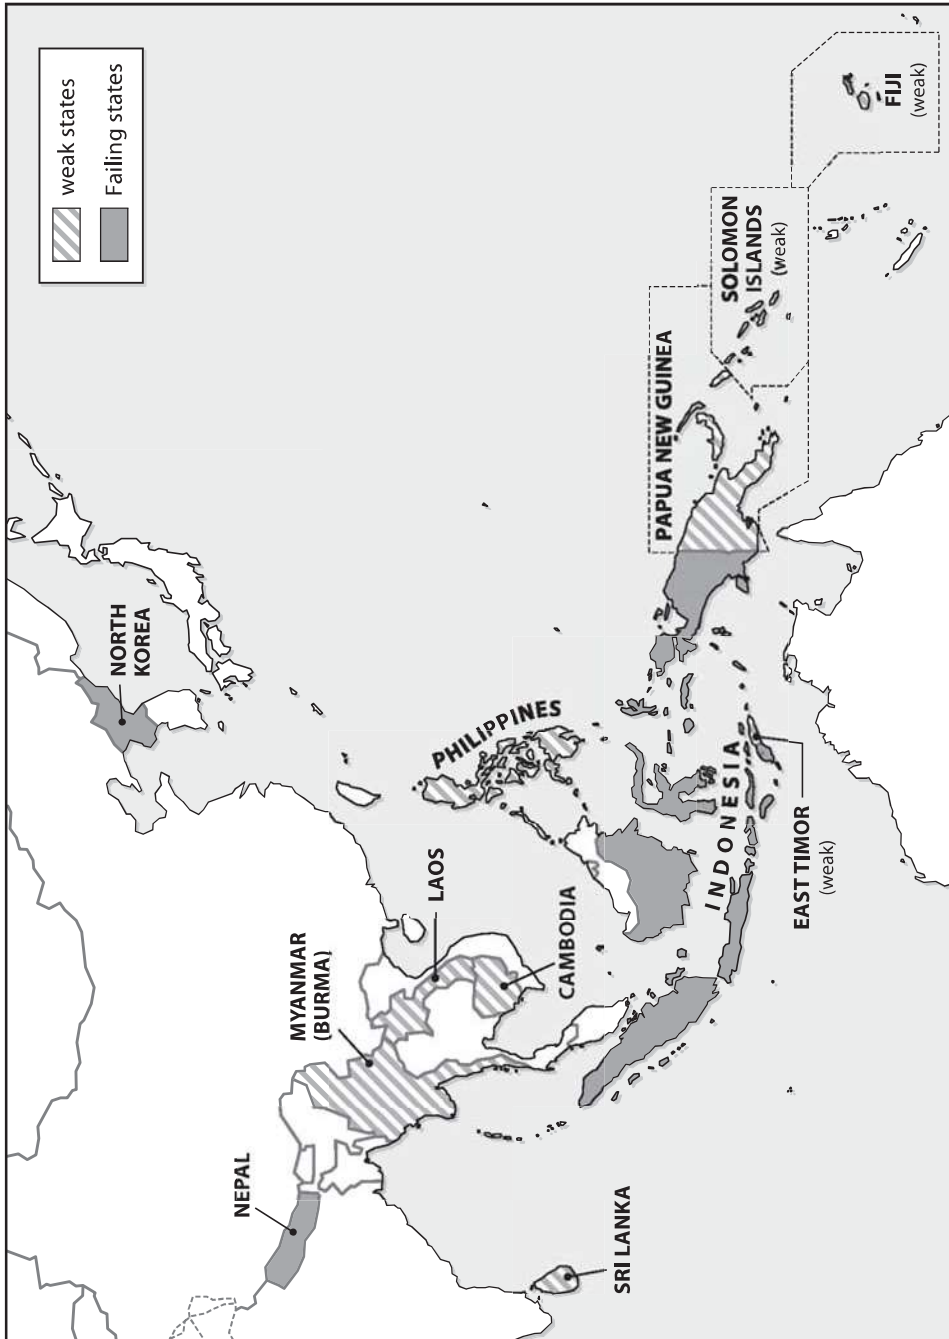 weak states
Failing states
NORTH
KOREA
NEPAL
MYANMAR
(BURMA)
LAOS
PHILIPPINES
CAMBODIA
SRI LANKA
INDONESIA
EAST TIMOR
(weak)
PAPUA NEW GUINEA
SOLOMON
ISLANDS
(weak)
FIJI
(weak)